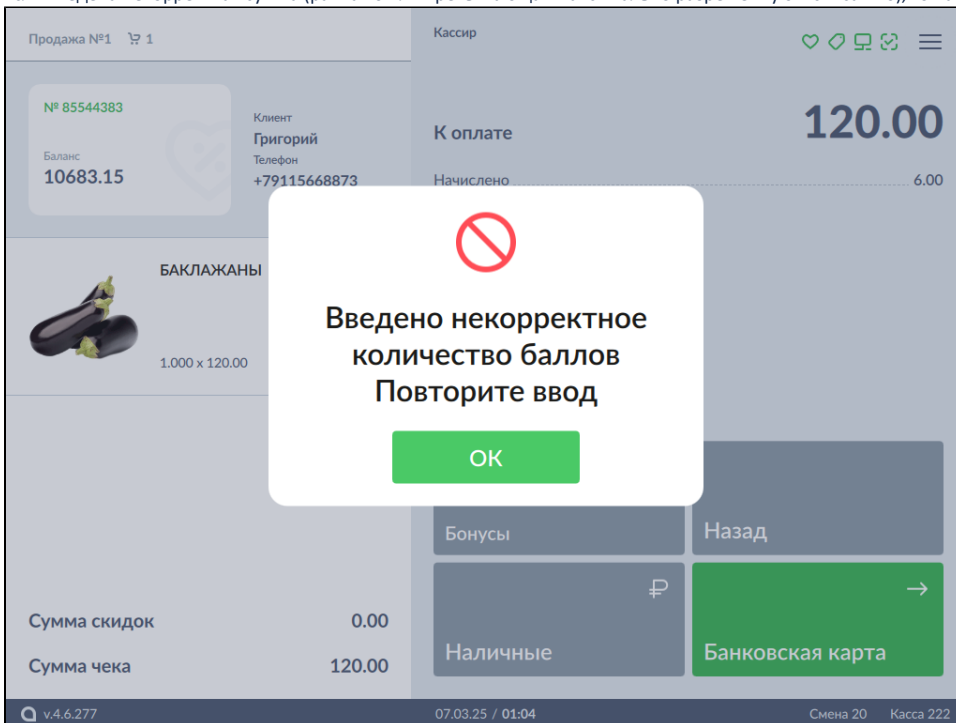 Продажа №1 1
Кассир
№ 85544383
Баланс
10683.15
Клиент
Григорий
Телефон
+79115668873
К оплате
120.00
Начислено 6.00
БАКЛАЖАНЫ
1.000 x 120.00
Введено некорректное
количество баллов
Повторите ввод
ОК
Бонусы
Назад
Наличные
Банковская карта
Сумма скидок 0.00
Сумма чека 120.00
v.4.6.277
07.03.25 / 01:04
Смена 20 Касса 222